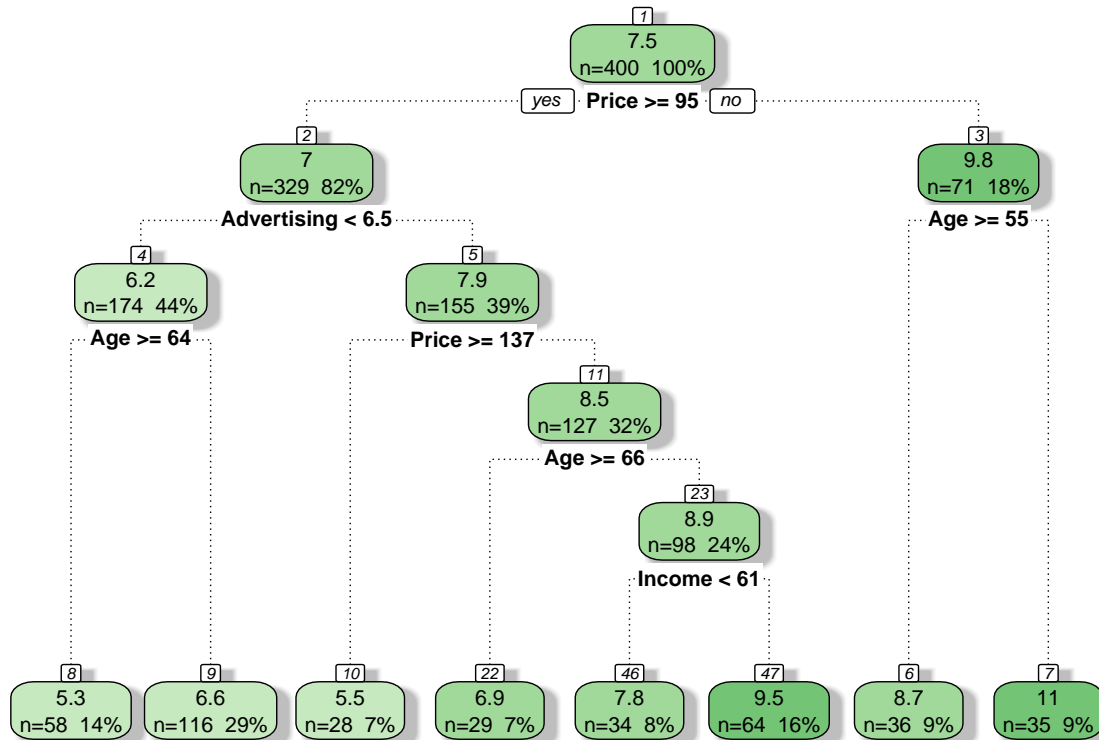 1
7.5
n=400 100%
yes Price >= 95 no
2
7
n=329 82%
Advertising < 6.5
3
9.8
n=71 18%
Age >= 55
4
6.2
n=174 44%
Age >= 64
5
7.9
n=155 39%
Price >= 137
11
8.5
n=127 32%
Age >= 66
23
8.9
n=98 24%
Income < 61
8
5.3
n=58 14%
9
6.6
n=116 29%
10
5.5
n=28 7%
22
6.9
n=29 7%
46
7.8
n=34 8%
47
9.5
n=64 16%
6
8.7
n=36 9%
7
11
n=35 9%